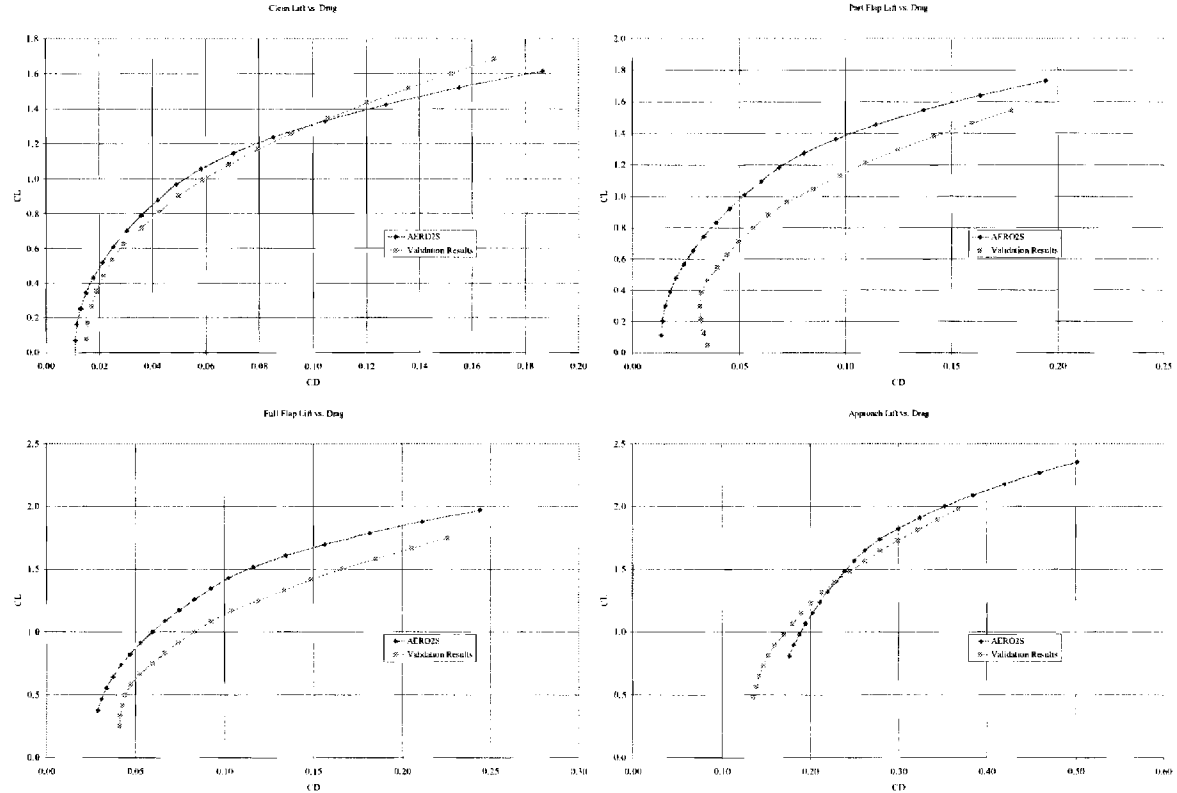 Clean Lift vs. Drag
1.8
1.6
1.4
1.2
1.0
0.8
0.6
0.4
0.2
0.0
CL
AERO2S
Validation Results
0.00 0.02 0.04 0.06 0.08 0.10 0.12 0.14 0.16 0.18 0.20
CD
Part Flap Lift vs. Drag
2.0
1.8
1.6
1.4
1.2
1.0
0.8
0.6
0.4
0.2
0.0
CL
AERO2S
Validation Results
4
0.00 0.05 0.10 0.15 0.20 0.25
CD
Full Flap Lift vs. Drag
2.5
2.0
1.5
1.0
0.5
0.0
CL
AERO2S
Validation Results
0.00 0.05 0.10 0.15 0.20 0.25 0.30
CD
Approach Lift vs. Drag
2.5
2.0
1.5
1.0
0.5
0.0
CL
AERO2S
Validation Results
0.00 0.10 0.20 0.30 0.40 0.50 0.60
CD